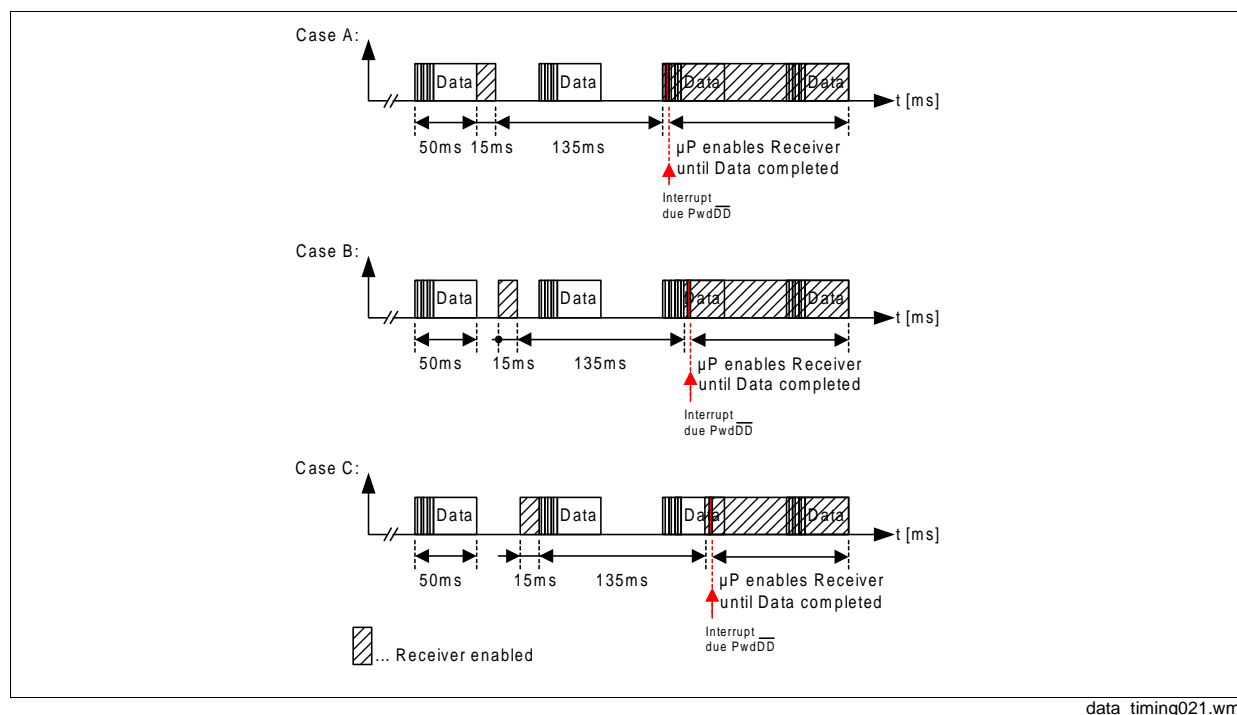 Case A:
Data
Data
Data
Data
t [ms]
50ms 15ms 135ms
µP enables Receiver
until Data completed
Interrupt
due PwdDD
Case B:
Data
Data
Data
Data
t [ms]
50ms 15ms 135ms
µP enables Receiver
until Data completed
Interrupt
due PwdDD
Case C:
Data
Data
Data
Data
t [ms]
50ms 15ms 135ms
µP enables Receiver
until Data completed
Interrupt
due PwdDD
... Receiver enabled
data_timing021.wm